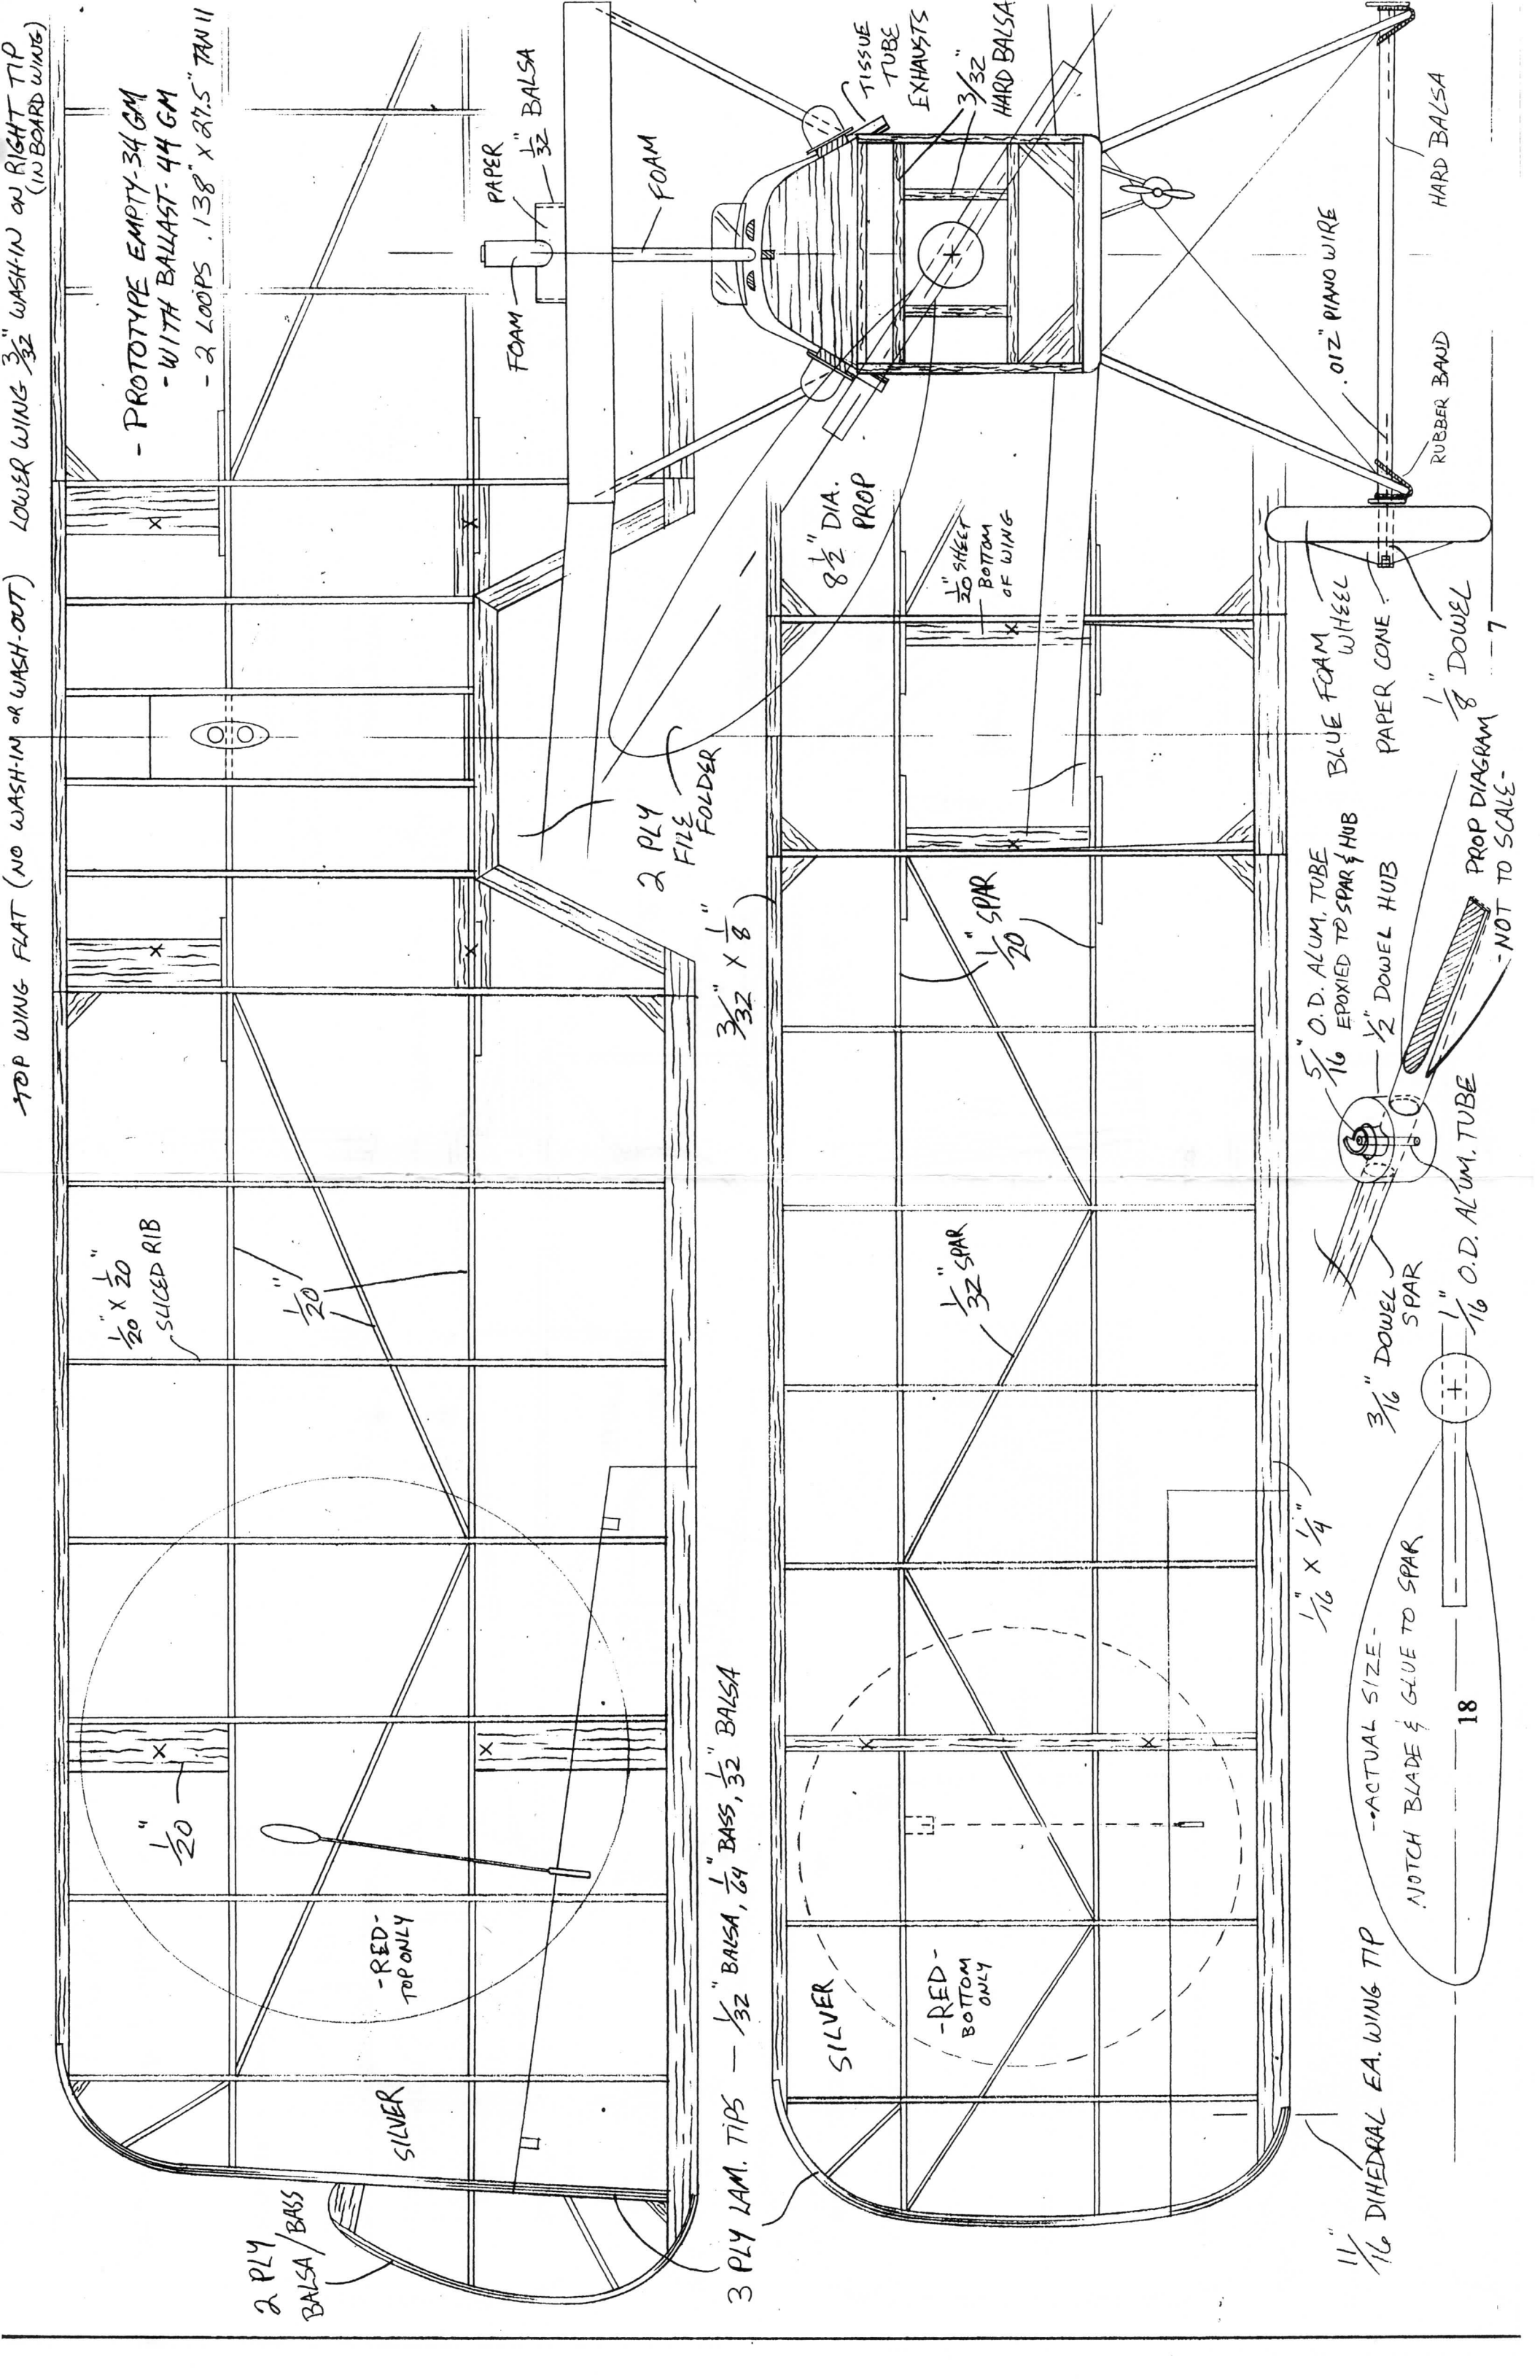 TOP WING FLAT (NO WASH-IN OR WASH-OUT)
LOWER WING 3/32" WASH-IN ON RIGHT TIP
(IN BOARD WING)
- PROTOTYPE EMPTY - 34 GM
- WITH BALLAST - 44 GM
- 2 LOOPS .138" X 27.5" TAN II
PAPER
1/32" BALSA
FOAM
FOAM
TISSUE
TUBE
EXHAUSTS
3/32"
HARD BALSA
8 1/2" DIA.
PROP
2 PLY
FILE
FOLDER
1/20" SHEET
BOTTOM
OF WING
HARD BALSA
.012" PIANO WIRE
RUBBER BAND
BLUE FOAM
WHEEL
PAPER CONE
1/8" DOWEL
7
1/20" X 1/20"
SLICED RIB
1/20"
1/20"
3/32" X 1/8"
1/20" SPAR
1/32" SPAR
5/16" O.D. ALUM. TUBE
EPOXIED TO SPAR & HUB
1/2" DOWEL HUB
PROP DIAGRAM
-NOT TO SCALE-
3/16" DOWEL
SPAR
1/16" O.D. ALUM. TUBE
1/16 X 1/4"
-RED-
TOP ONLY
SILVER
2 PLY
BALSA/BASS
3 PLY LAM. TIPS — 1/32" BALSA, 1/64" BASS, 1/32" BALSA
SILVER
-RED-
BOTTOM
ONLY
-ACTUAL SIZE-
NOTCH BLADE & GLUE TO SPAR
18
11/16" DIHEDRAL EA. WING TIP